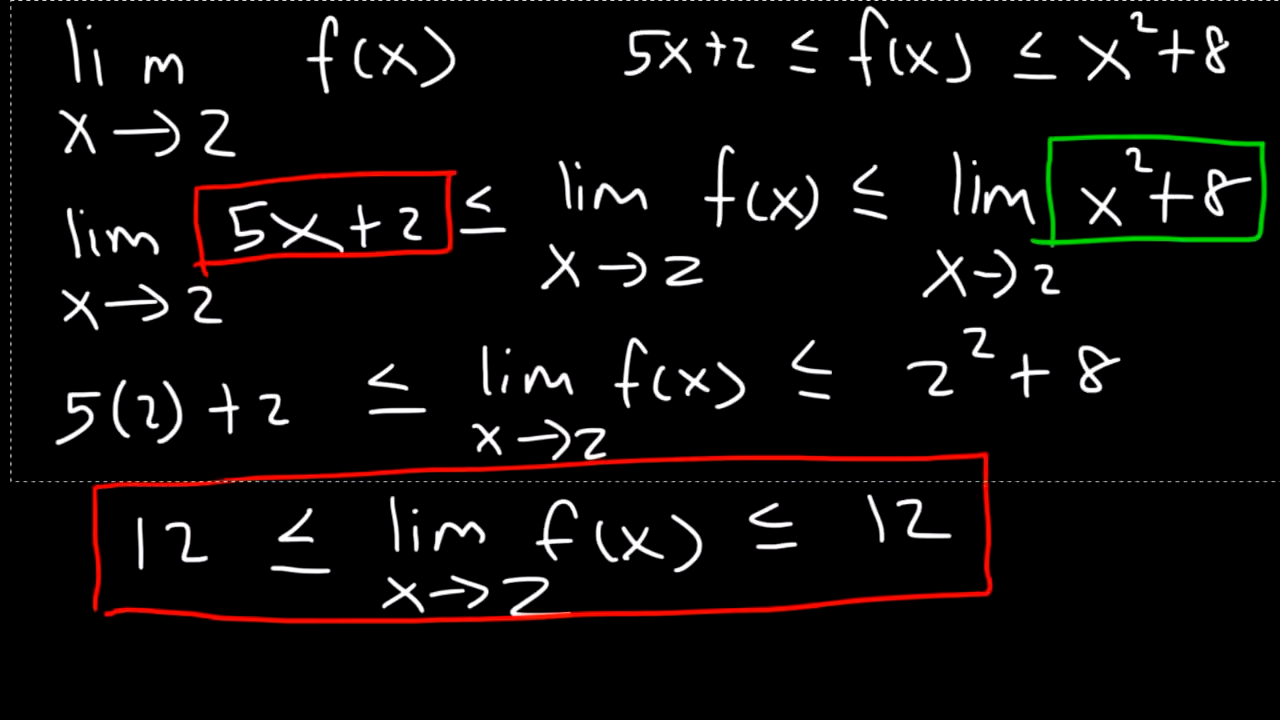 lim x→2 f(x) 5x+2 ≤ f(x) ≤ x²+8
lim x→2 5x+2 ≤ lim x→2 f(x) ≤ lim x→2 x²+8
5(2)+2 ≤ lim x→2 f(x) ≤ 2²+8
12 ≤ lim x→2 f(x) ≤ 12